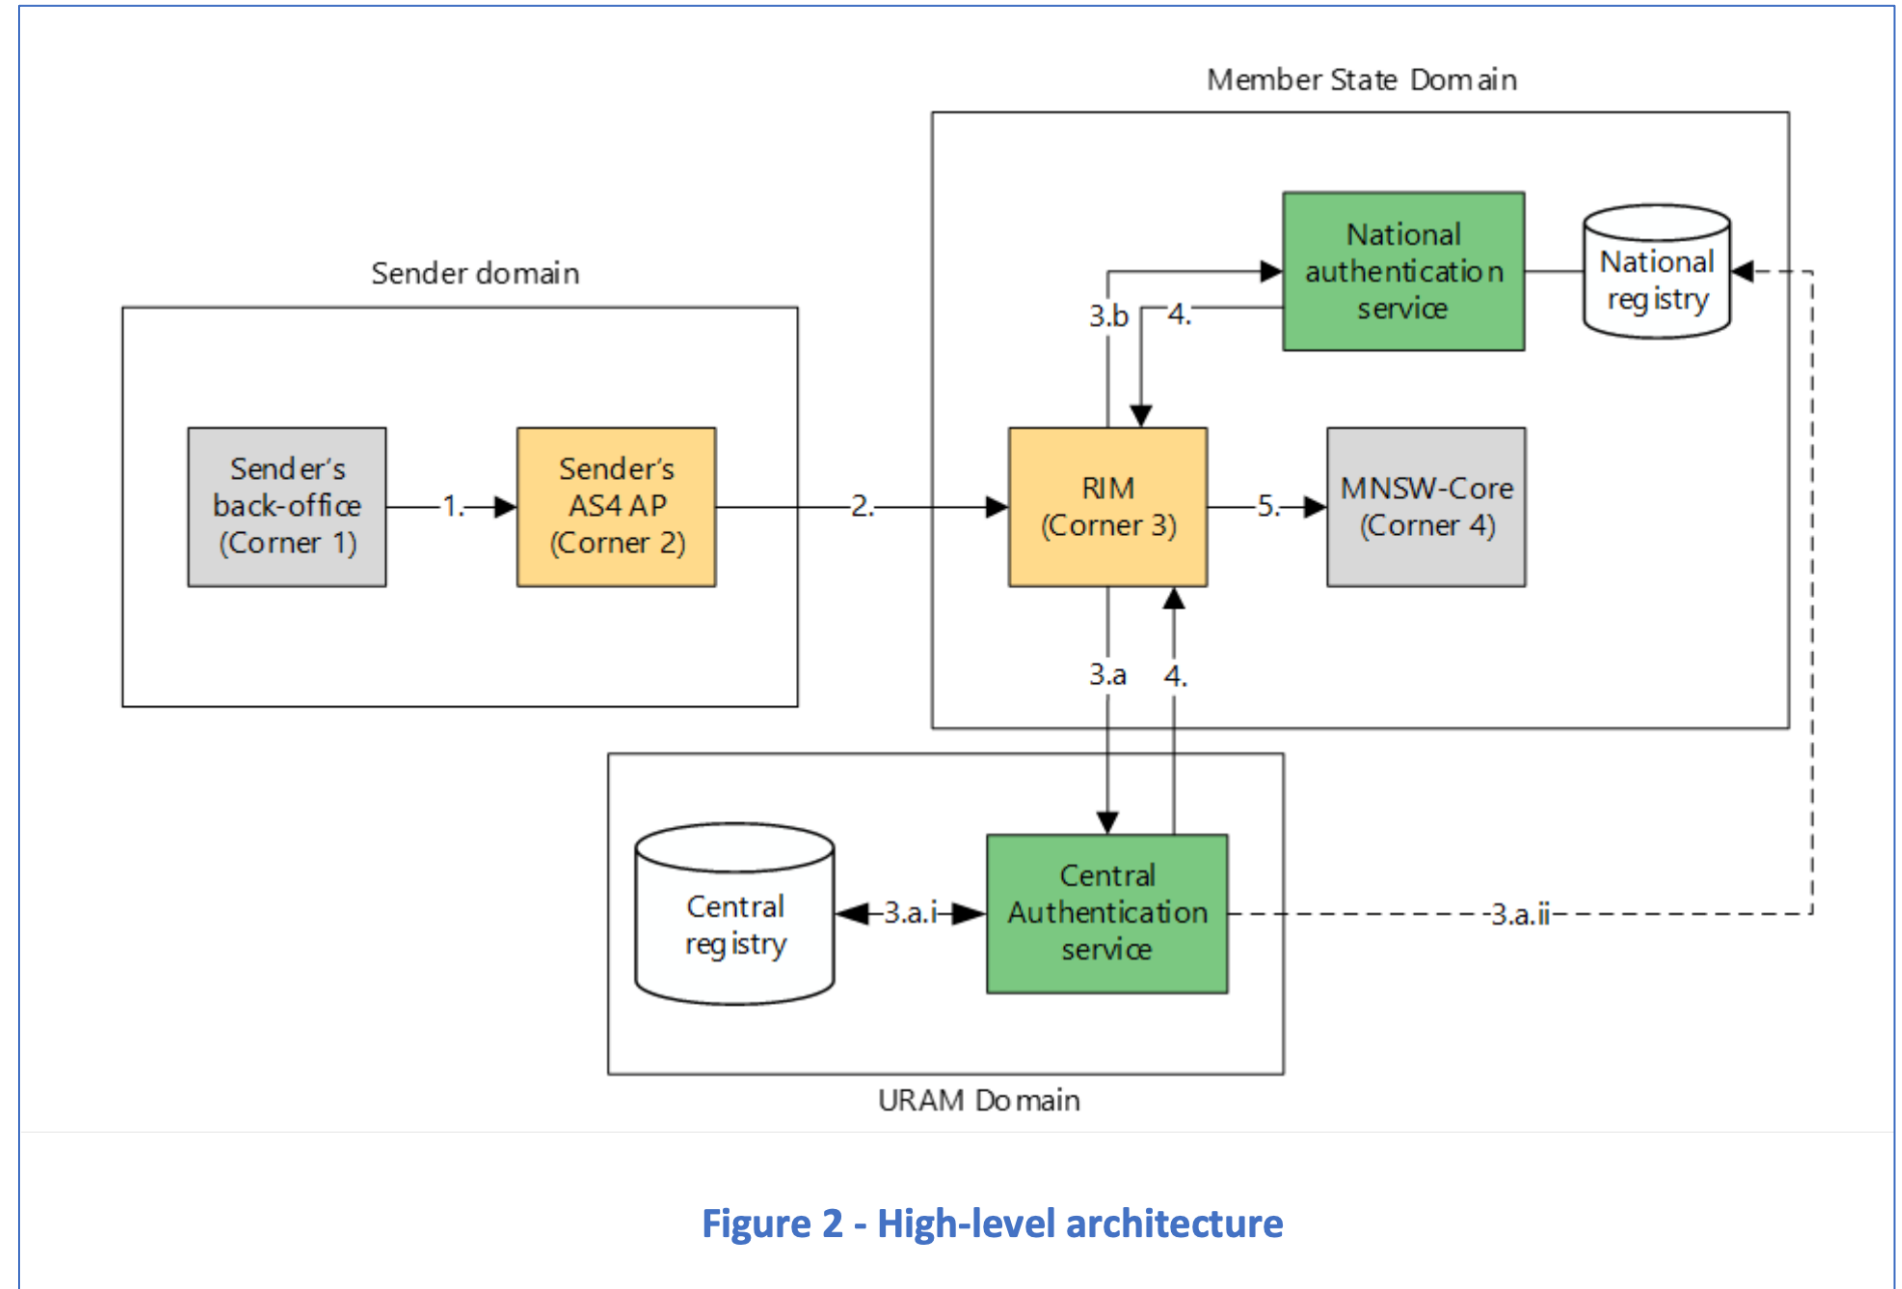 Member State Domain
National
authentication
service
National
registry
3.b
4.
Sender domain
Sender's
back-office
(Corner 1)
1.
Sender's
AS4 AP
(Corner 2)
2.
RIM
(Corner 3)
5.
MNSW-Core
(Corner 4)
3.a
4.
Central
registry
3.a.i
Central
Authentication
service
3.a.ii
URAM Domain
Figure 2 - High-level architecture